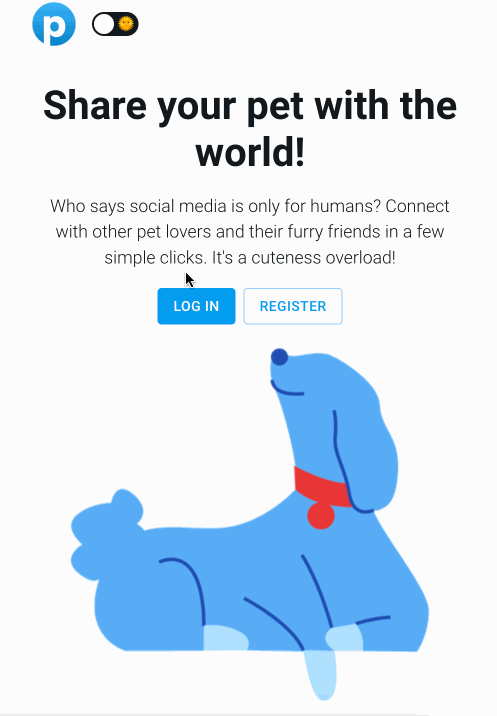 p
Share your pet with the
world!
Who says social media is only for humans? Connect
with other pet lovers and their furry friends in a few
simple clicks. It's a cuteness overload!
LOG IN
REGISTER